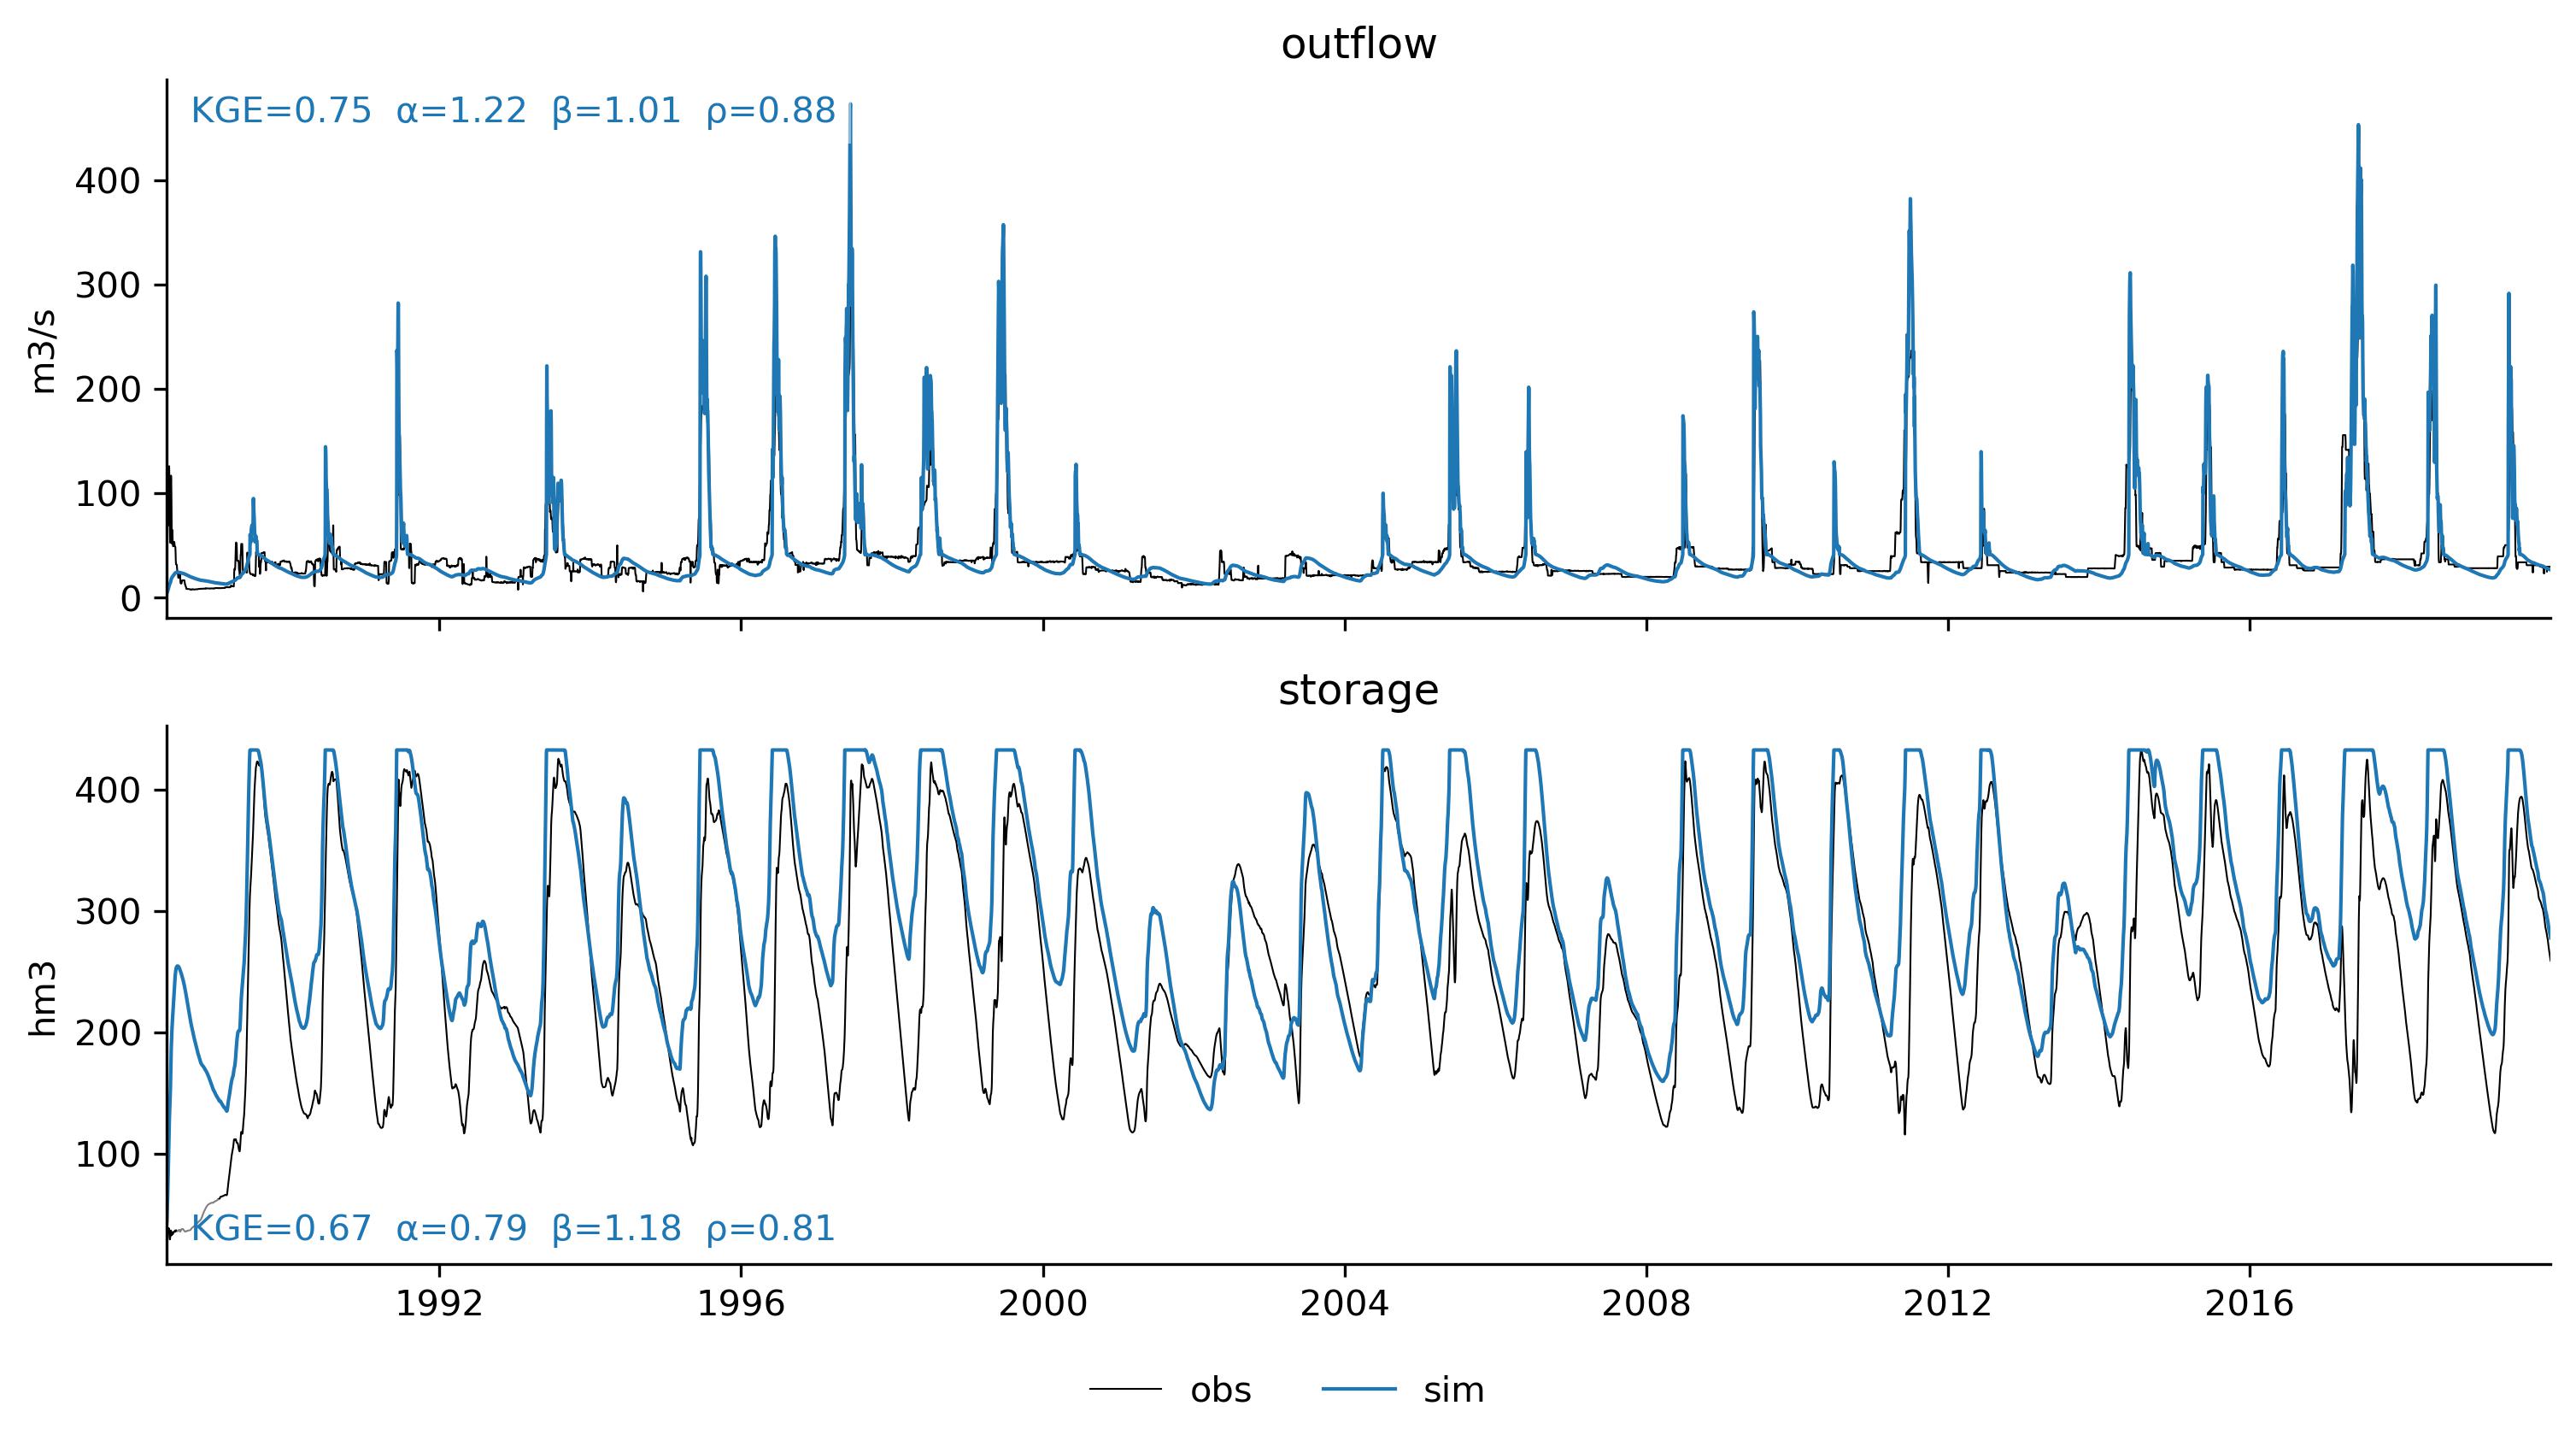 outflow
KGE=0.75 α=1.22 β=1.01 ρ=0.88
400
300
200
100
0
m3/s
storage
400
300
200
100
hm3
KGE=0.67 α=0.79 β=1.18 ρ=0.81
1992 1996 2000 2004 2008 2012 2016
obs sim